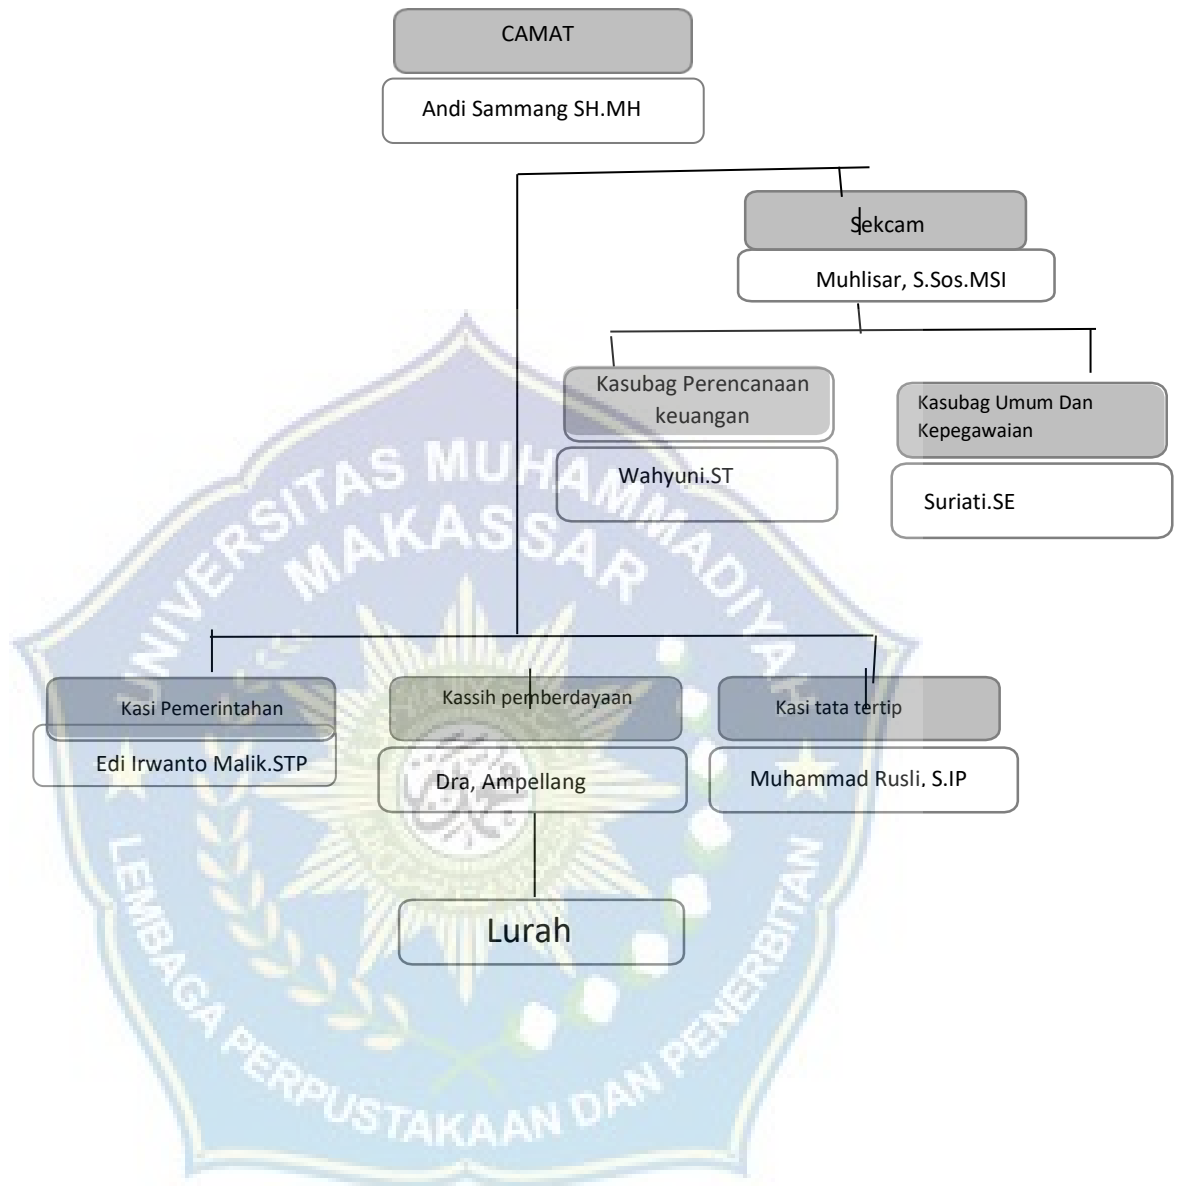 CAMAT
Andi Sammang SH.MH
Sekcam
Muhlisar, S.Sos.MSI
Kasubag Perencanaan
keuangan
Wahyuni.ST
Kasubag Umum Dan
Kepegawaian
Suriati.SE
UNIVERSITAS MUHAMMADIYAH
MAKASSAR
Kasi Pemerintahan
Edi Irwanto Malik.STP
Kassih pemberdayaan
Dra, Ampellang
Kasi tata tertip
Muhammad Rusli, S.IP
Lurah
LEMBAGA PERPUSTAKAAN DAN PENERBITAN